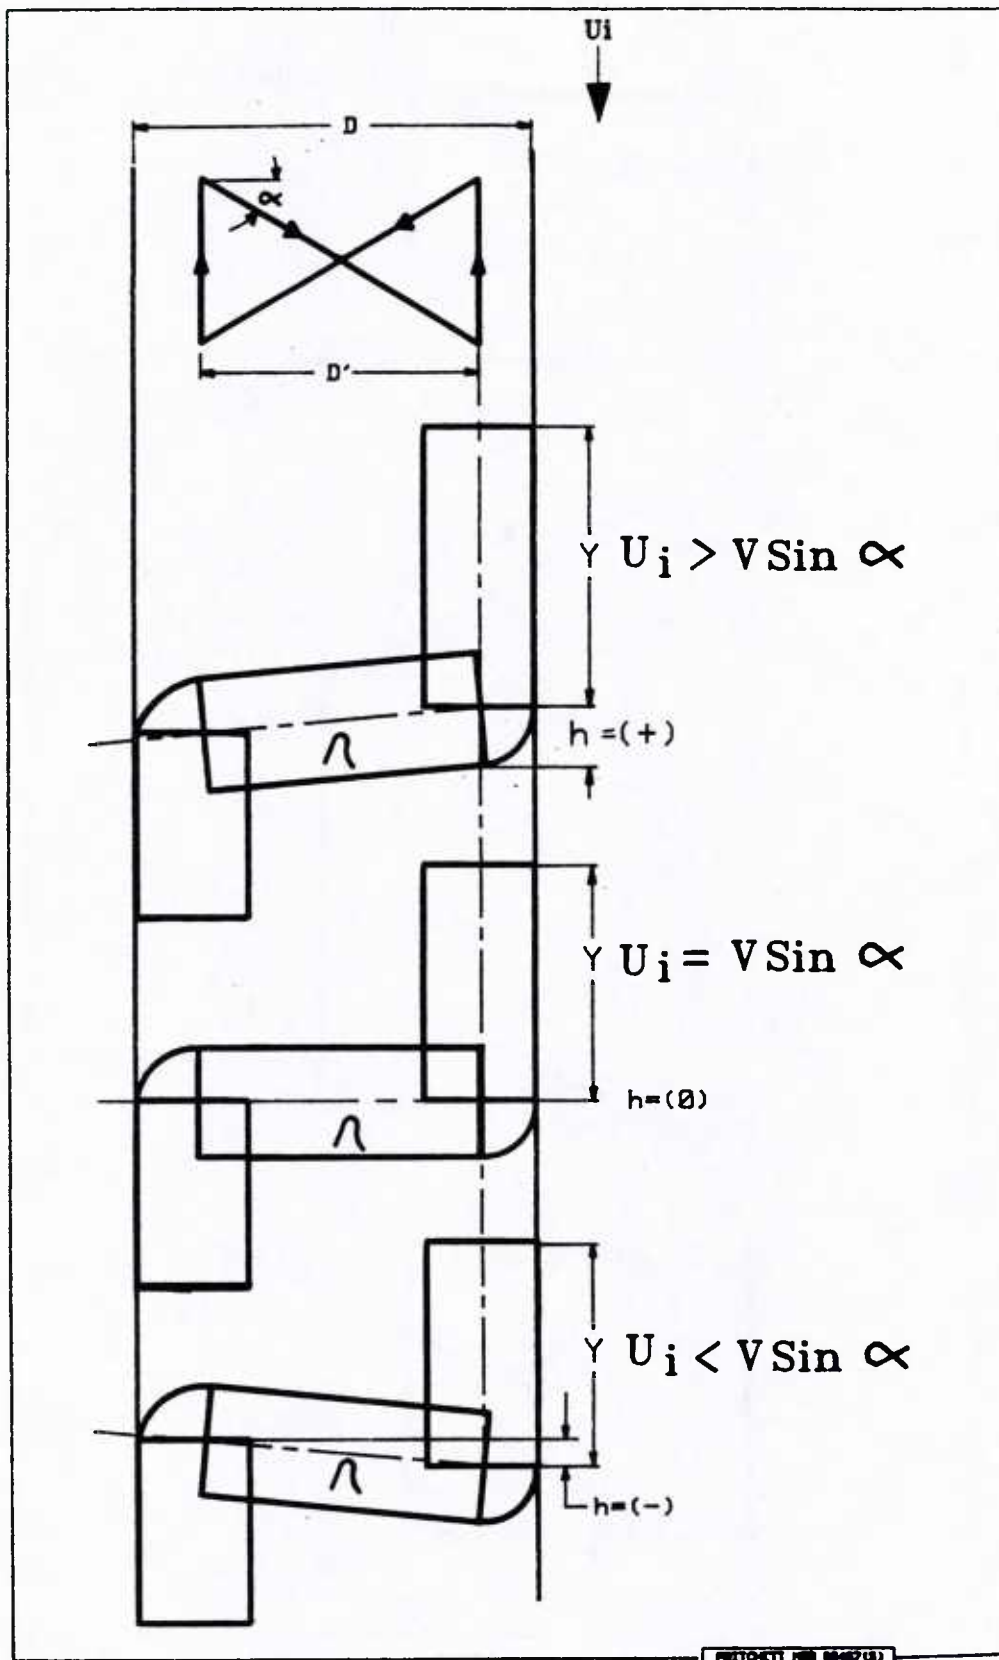 Ui
D
∝
D'
Y Ui > V Sin ∝
h =(+)
Y Ui = V Sin ∝
h=(0)
Y Ui < V Sin ∝
h=(-)